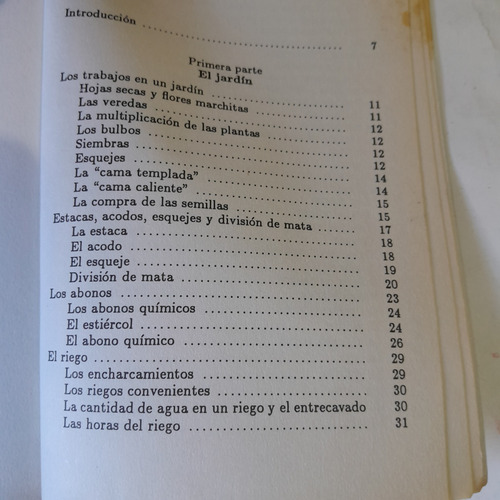 Introducción ........ 7
Primera parte
El jardín
Los trabajos en un jardín ........ 11
Hojas secas y flores marchitas ........ 11
Las veredas ........ 12
La multiplicación de las plantas ........ 12
Los bulbos ........ 12
Siembras ........ 12
Esquejes ........ 14
La "cama templada" ........ 14
La "cama caliente" ........ 15
La compra de las semillas ........ 15
Estacas, acodos, esquejes y división de mata ........ 17
La estaca ........ 18
El acodo ........ 18
El esqueje ........ 19
División de mata ........ 20
Los abonos ........ 23
Los abonos químicos ........ 24
El estiércol ........ 24
El abono químico ........ 26
El riego ........ 29
Los encharcamientos ........ 29
Los riegos convenientes ........ 30
La cantidad de agua en un riego y el entrecavado 30
Las horas del riego ........ 31